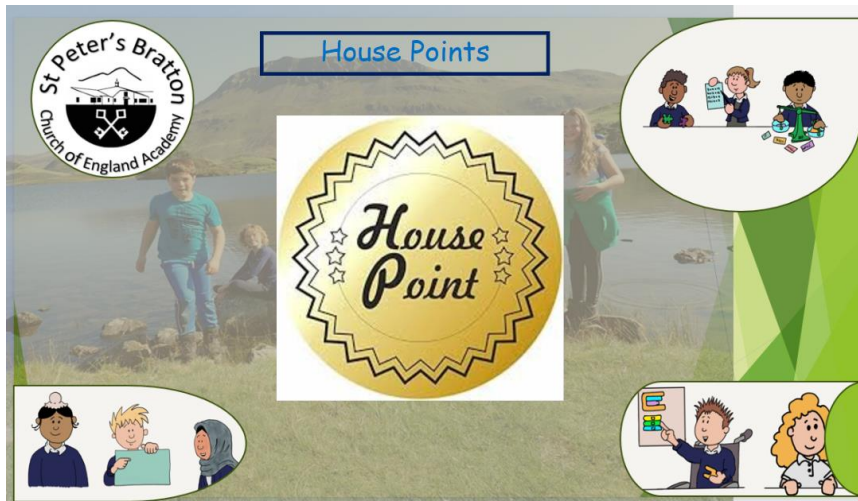 House Points
St Peter's Bratton
Church of England Academy
House
Point